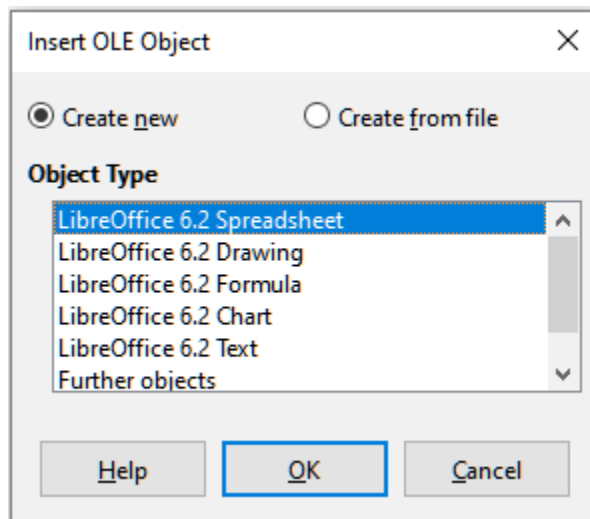 Insert OLE Object
Create new Create from file
Object Type
LibreOffice 6.2 Spreadsheet
LibreOffice 6.2 Drawing
LibreOffice 6.2 Formula
LibreOffice 6.2 Chart
LibreOffice 6.2 Text
Further objects
Help OK Cancel